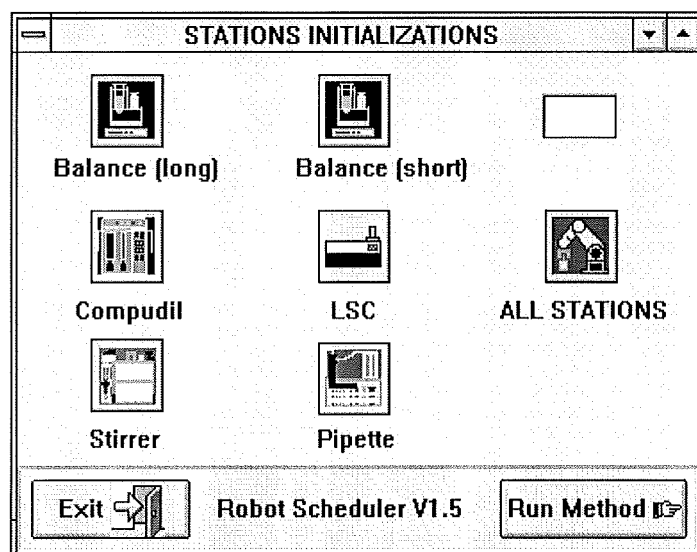 STATIONS INITIALIZATIONS
Balance (long) Balance (short)
Compudil LSC ALL STATIONS
Stirrer Pipette
Exit Robot Scheduler V1.5 Run Method